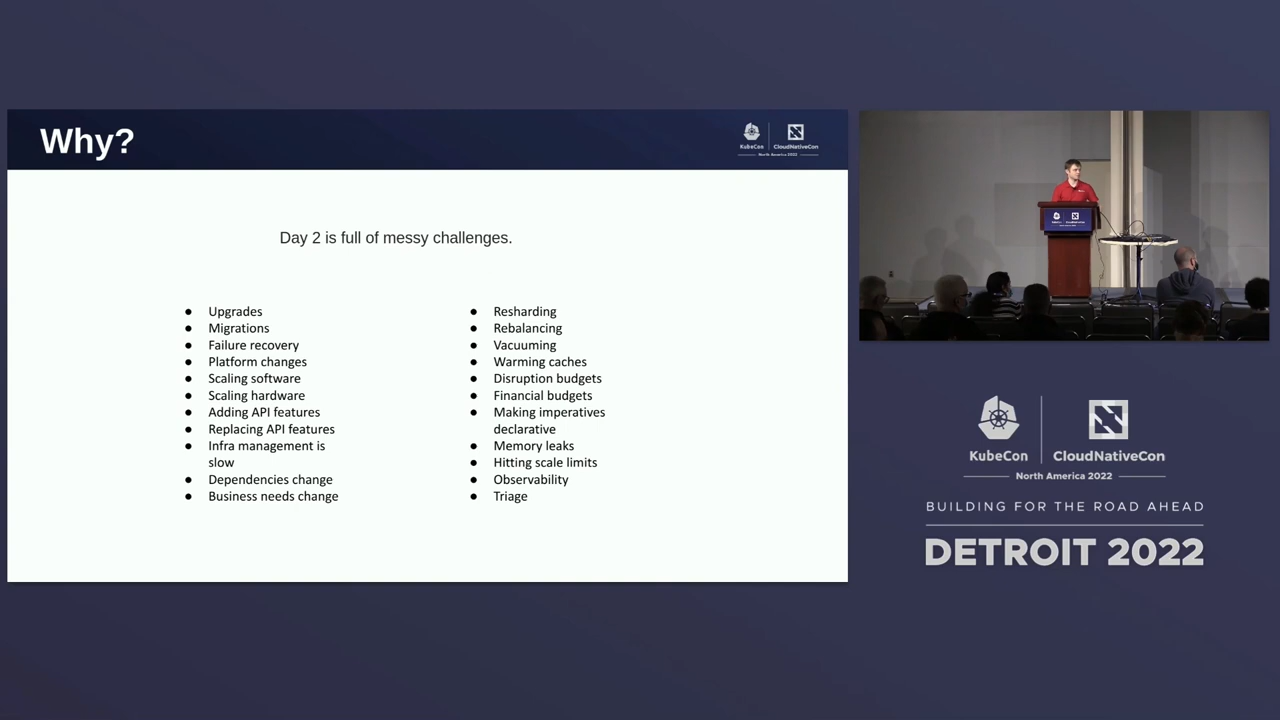 Why?
KubeCon
CloudNativeCon
North America 2022
Day 2 is full of messy challenges.
● Upgrades
● Migrations
● Failure recovery
● Platform changes
● Scaling software
● Scaling hardware
● Adding API features
● Replacing API features
● Infra management is
slow
● Dependencies change
● Business needs change
● Resharding
● Rebalancing
● Vacuuming
● Warming caches
● Disruption budgets
● Financial budgets
● Making imperatives
declarative
● Memory leaks
● Hitting scale limits
● Observability
● Triage
KubeCon
CloudNativeCon
North America 2022
BUILDING FOR THE ROAD AHEAD
DETROIT 2022